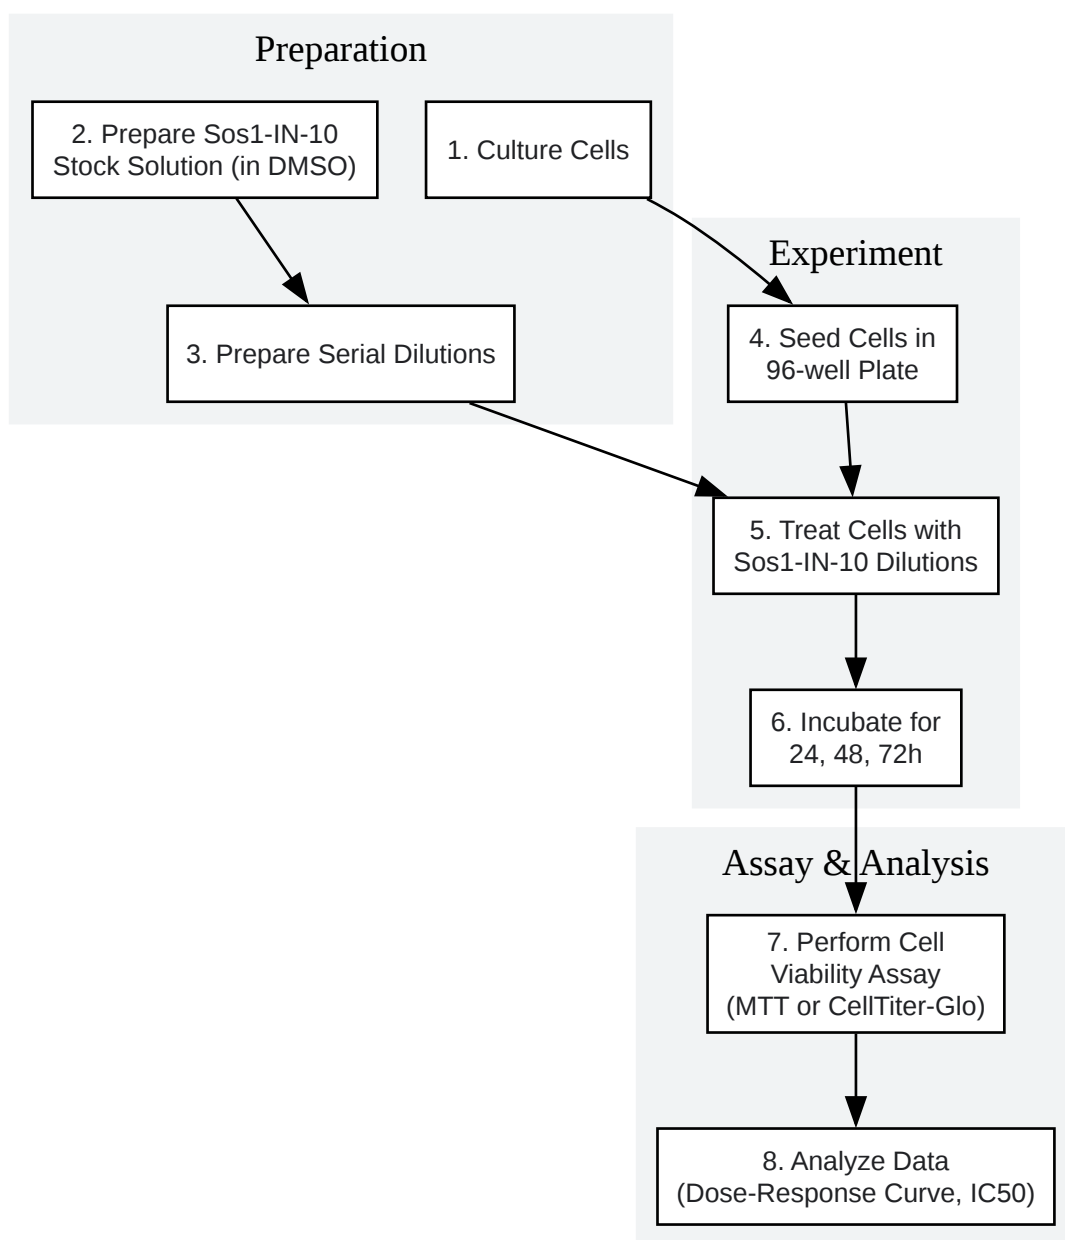 Preparation
2. Prepare Sos1-IN-10
Stock Solution (in DMSO)
1. Culture Cells
3. Prepare Serial Dilutions
Experiment
4. Seed Cells in
96-well Plate
5. Treat Cells with
Sos1-IN-10 Dilutions
6. Incubate for
24, 48, 72h
Assay & Analysis
7. Perform Cell
Viability Assay
(MTT or CellTiter-Glo)
8. Analyze Data
(Dose-Response Curve, IC50)